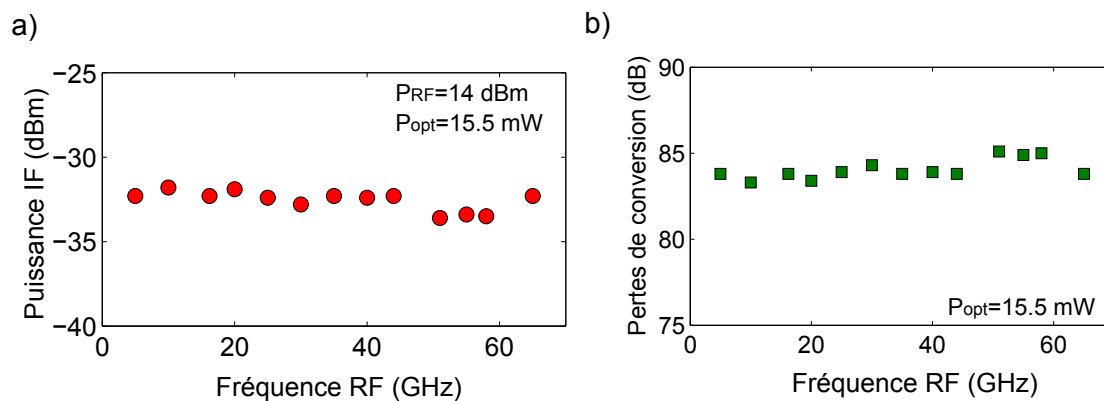 a)
−25
−30
−35
−40
Puissance IF (dBm)
PRF=14 dBm
Popt=15.5 mW
0
20
40
60
Fréquence RF (GHz)
b)
90
85
80
75
Pertes de conversion (dB)
Popt=15.5 mW
0
20
40
60
Fréquence RF (GHz)